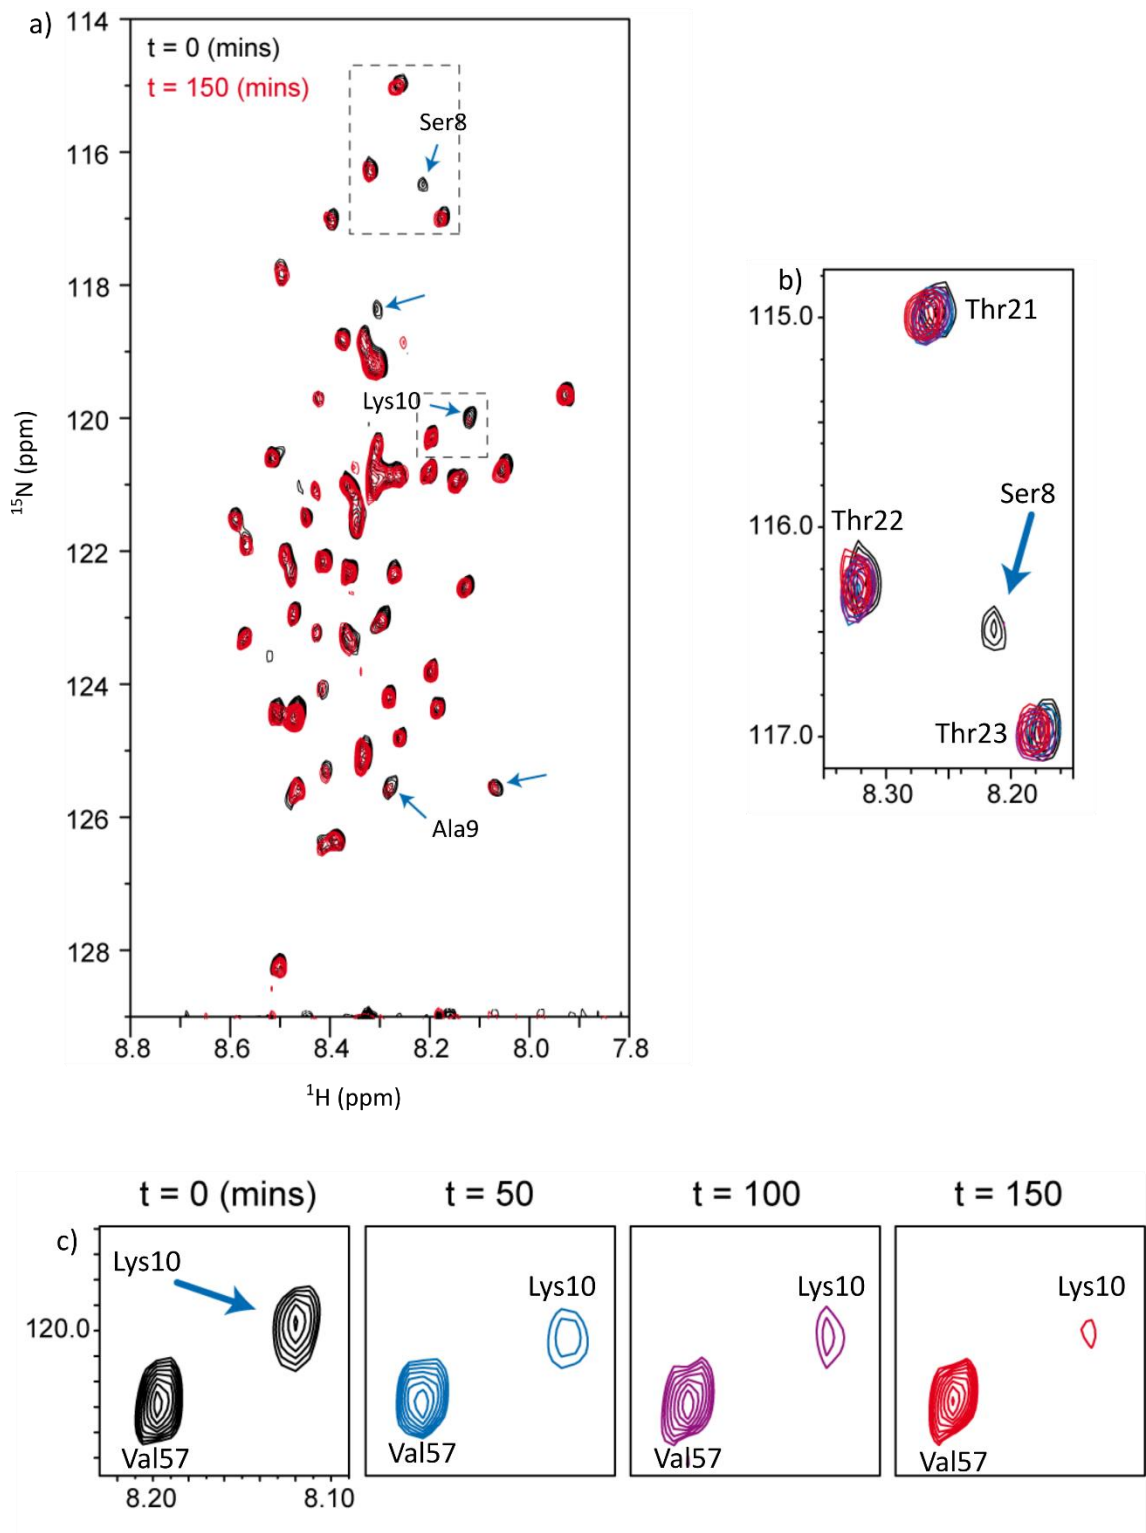 a)
114
t = 0 (mins)
t = 150 (mins)
Ser8
116
118
Lys10
120
122
124
Ala9
126
128
8.8 8.6 8.4 8.2 8.0 7.8
¹H (ppm)
¹⁵N (ppm)
b)
115.0
Thr21
Ser8
116.0
Thr22
117.0
Thr23
8.30 8.20
t = 0 (mins) t = 50 t = 100 t = 150
c)
Lys10 Lys10 Lys10 Lys10
120.0
Val57 Val57 Val57 Val57
8.20 8.10